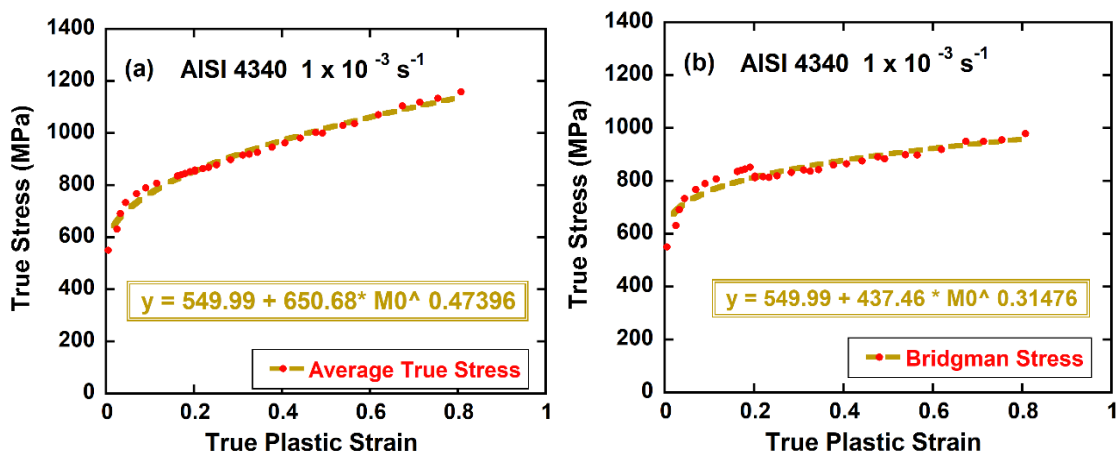 1400
1200
1000
800
600
400
200
0
True Stress (MPa)
(a) AISI 4340 1 x 10 -3 s-1
y = 549.99 + 650.68* M0^ 0.47396
Average True Stress
0 0.2 0.4 0.6 0.8 1
True Plastic Strain
1400
1200
1000
800
600
400
200
0
True Stress (MPa)
(b) AISI 4340 1 x 10 -3 s-1
y = 549.99 + 437.46 * M0^ 0.31476
Bridgman Stress
0 0.2 0.4 0.6 0.8 1
True Plastic Strain